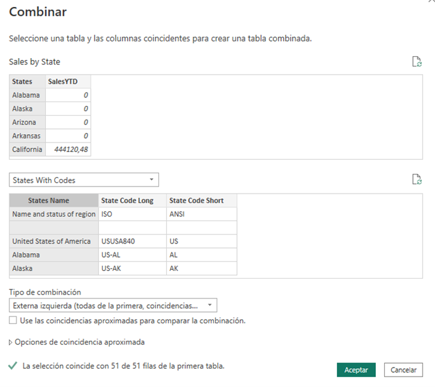 Combinar
Seleccione una tabla y las columnas coincidentes para crear una tabla combinada.
Sales by State
States SalesYTD
Alabama 0
Alaska 0
Arizona 0
Arkansas 0
California 444120,48
States With Codes
States Name State Code Long State Code Short
Name and status of region ISO ANSI
United States of America USUSA840 US
Alabama US-AL AL
Alaska US-AK AK
Tipo de combinación
Externa izquierda (todas de la primera, coincidencias...
Use las coincidencias aproximadas para comparar la combinación.
Opciones de coincidencia aproximada
La selección coincide con 51 de 51 filas de la primera tabla.
Aceptar Cancelar